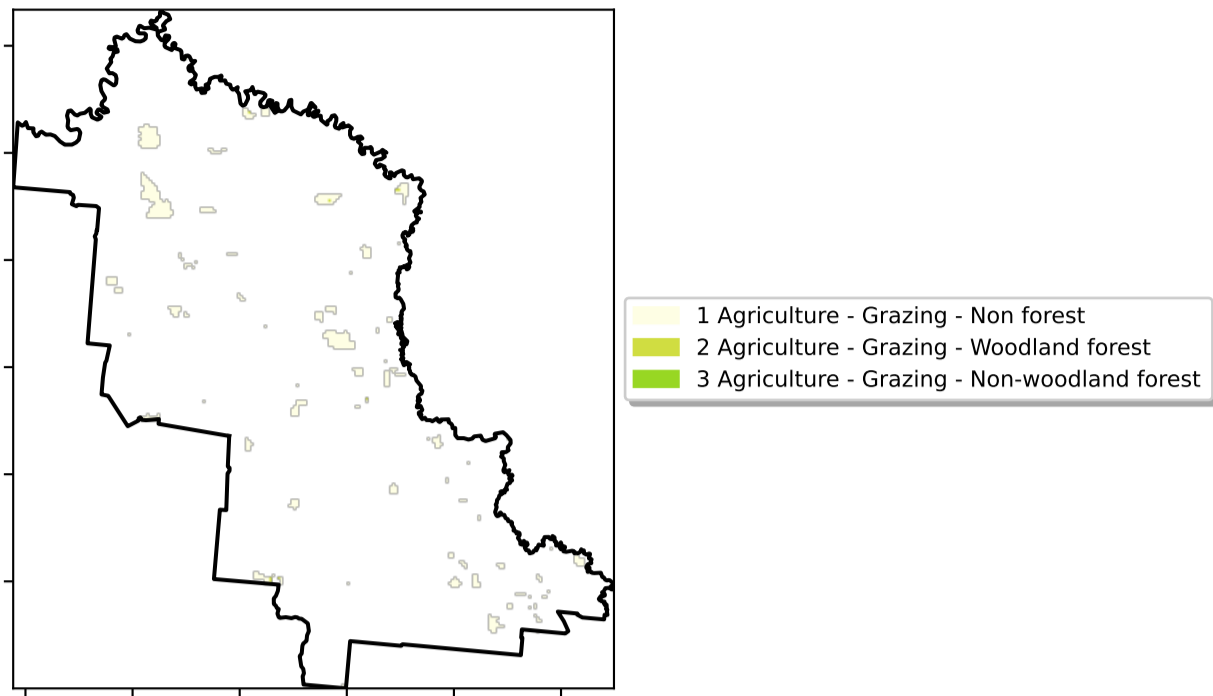 1 Agriculture - Grazing - Non forest
2 Agriculture - Grazing - Woodland forest
3 Agriculture - Grazing - Non-woodland forest